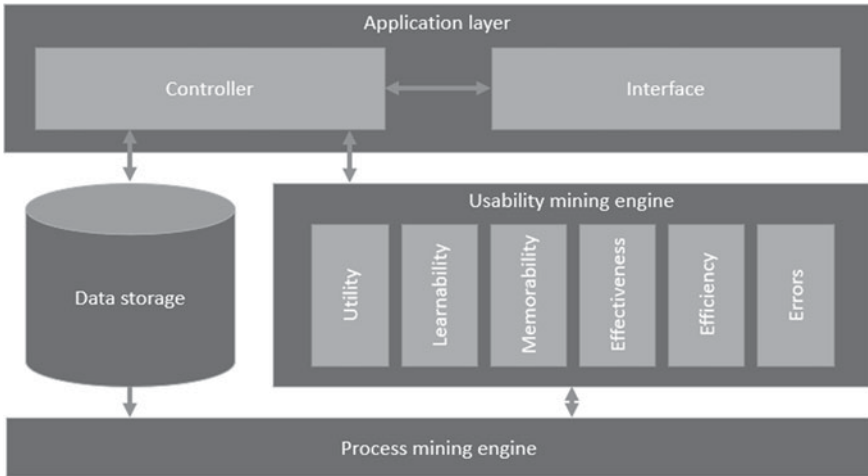 Application layer
Controller
Interface
Data storage
Usability mining engine
Utility
Learnability
Memorability
Effectiveness
Efficiency
Errors
Process mining engine